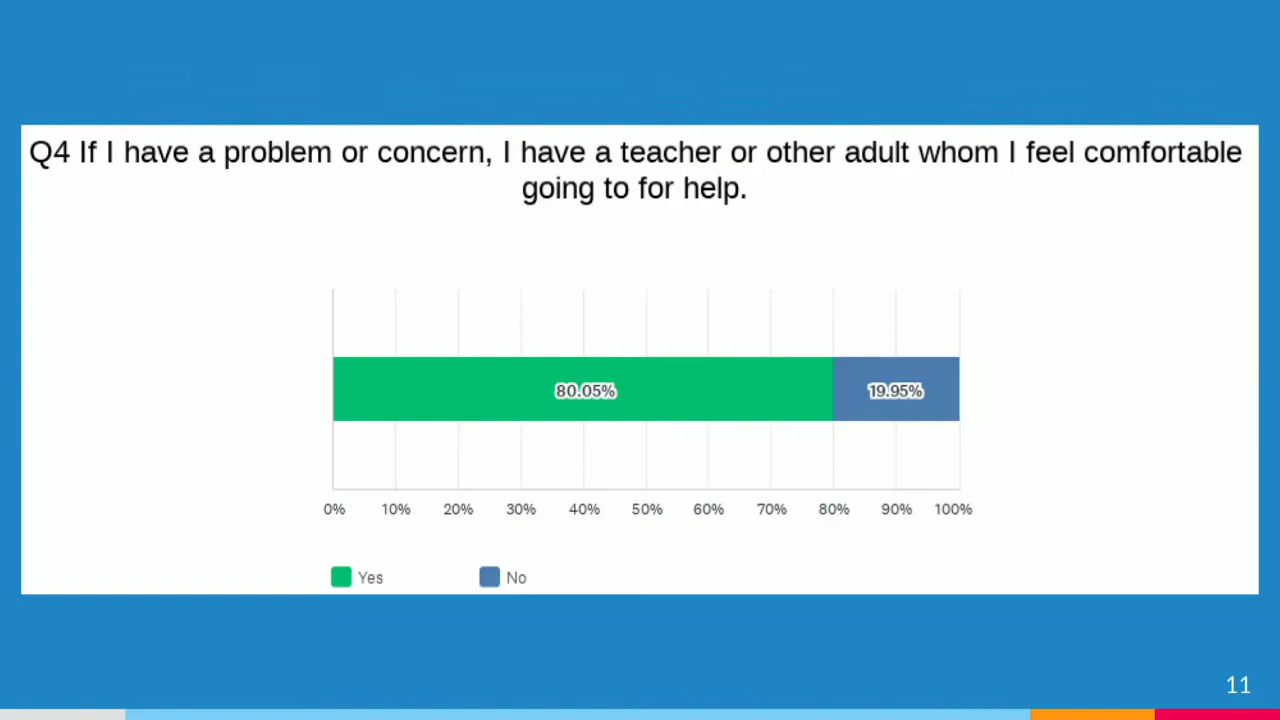 Q4 If I have a problem or concern, I have a teacher or other adult whom I feel comfortable
going to for help.
80.05% 19.95%
0% 10% 20% 30% 40% 50% 60% 70% 80% 90% 100%
Yes No
11